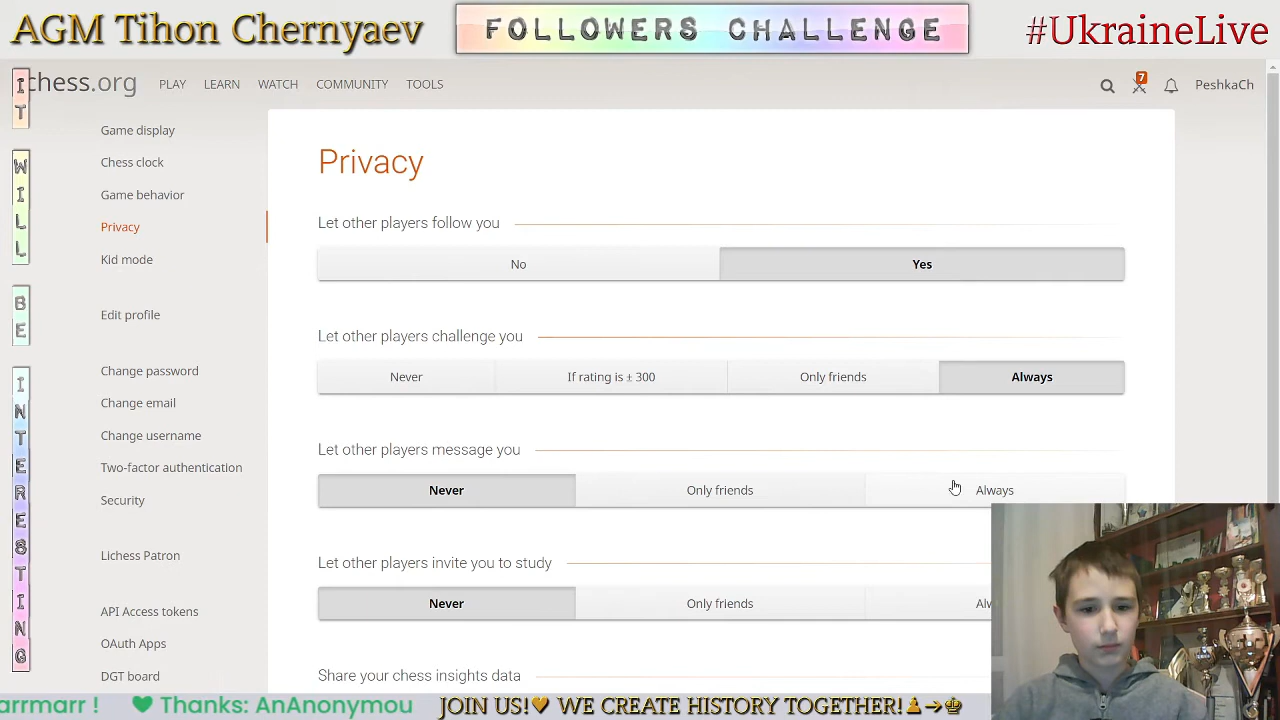 AGM Tihon Chernyaev
FOLLOWERS CHALLENGE
#UkraineLive
IT
WILL
BE
INTERESTING
chess.org
PLAY
LEARN
WATCH
COMMUNITY
TOOLS
7
PeshkaCh
Game display
Chess clock
Game behavior
Privacy
Kid mode
Edit profile
Change password
Change email
Change username
Two-factor authentication
Security
Lichess Patron
API Access tokens
OAuth Apps
DGT board
Privacy
Let other players follow you
No
Yes
Let other players challenge you
Never
If rating is ± 300
Only friends
Always
Let other players message you
Never
Only friends
Always
Let other players invite you to study
Never
Only friends
Alw
Share your chess insights data
arrmarr !
Thanks: AnAnonymou
JOIN US! WE CREATE HISTORY TOGETHER!